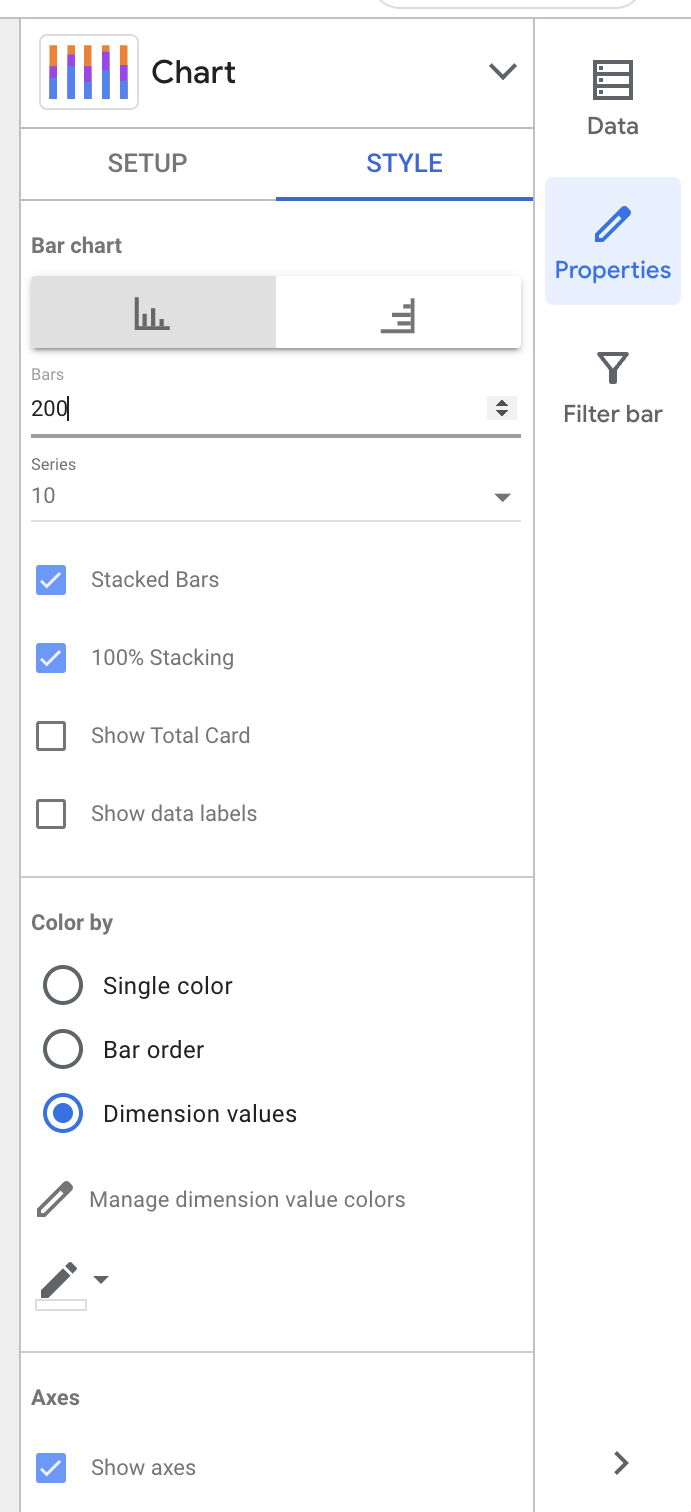 Chart
SETUP
STYLE
Bar chart
Bars
200
Series
10
Stacked Bars
100% Stacking
Show Total Card
Show data labels
Color by
Single color
Bar order
Dimension values
Manage dimension value colors
Axes
Show axes
Data
Properties
Filter bar